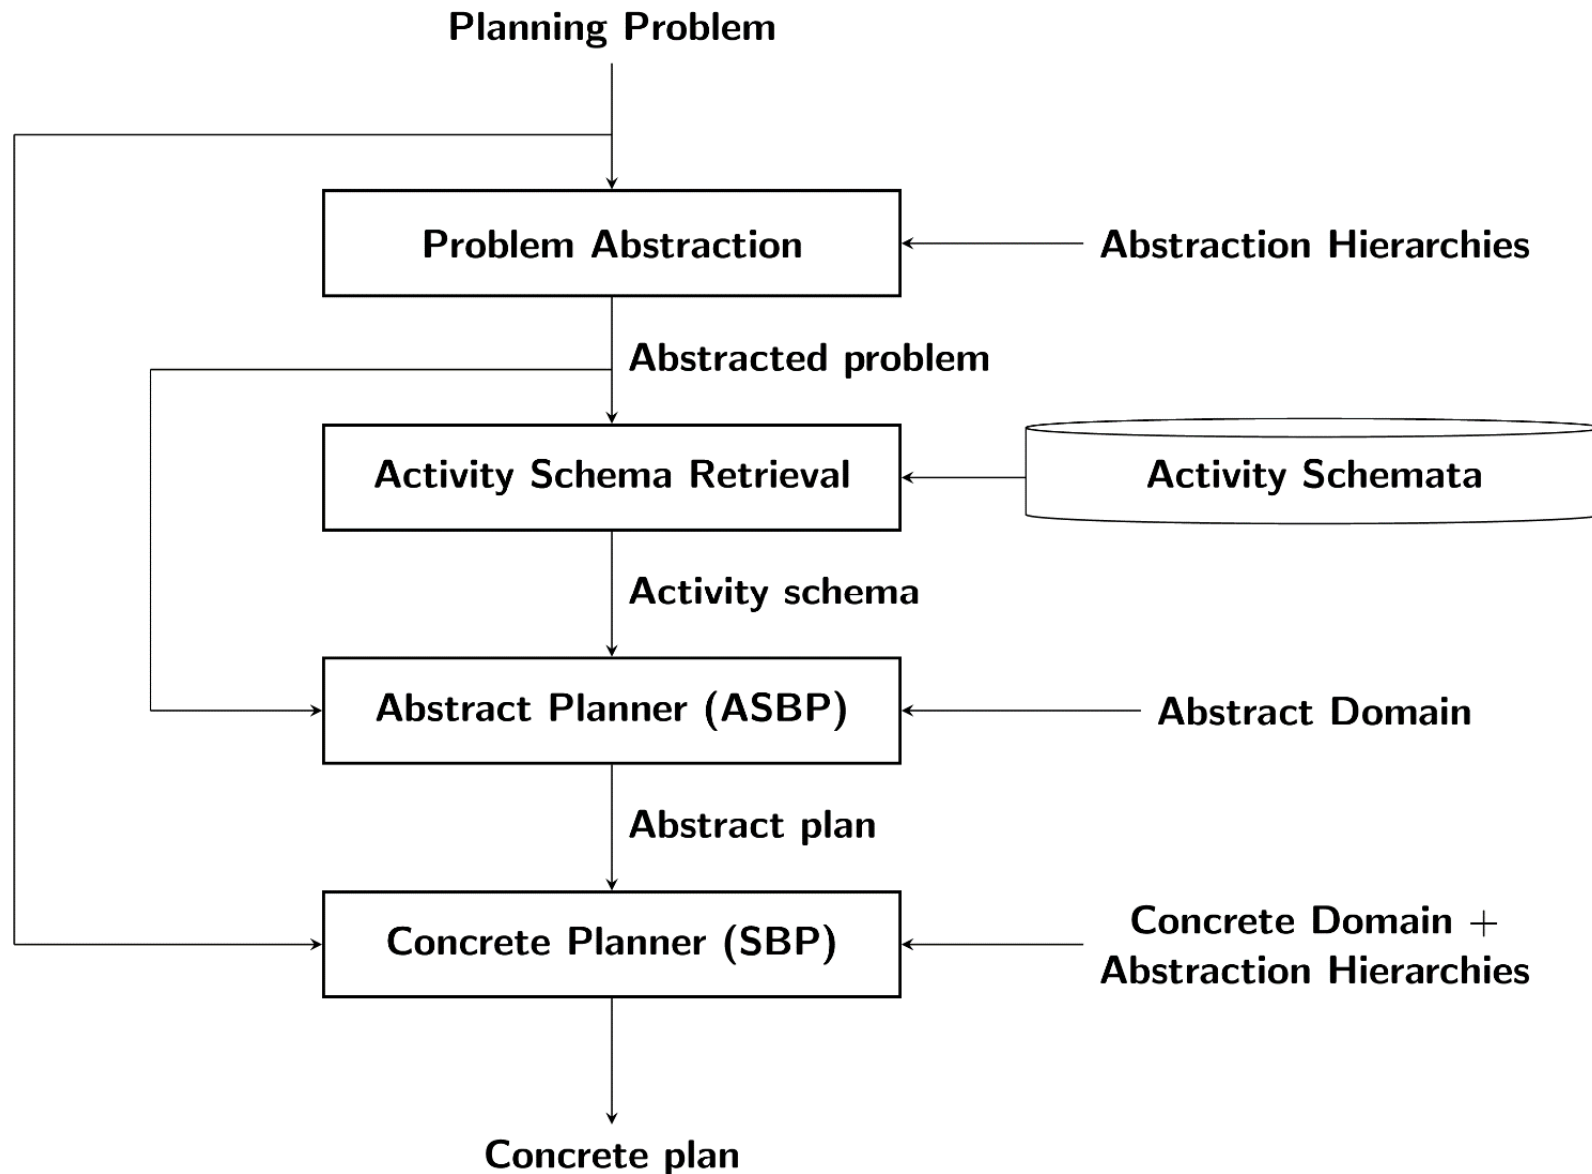 Planning Problem
Problem Abstraction
Abstraction Hierarchies
Abstracted problem
Activity Schema Retrieval
Activity Schemata
Activity schema
Abstract Planner (ASBP)
Abstract Domain
Abstract plan
Concrete Planner (SBP)
Concrete Domain +
Abstraction Hierarchies
Concrete plan